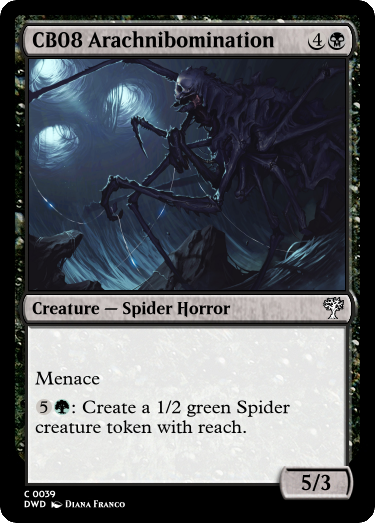 CB08 Arachnibomination 4
Creature — Spider Horror
Menace
5 : Create a 1/2 green Spider
creature token with reach.
5/3
C 0039
DWD Diana Franco